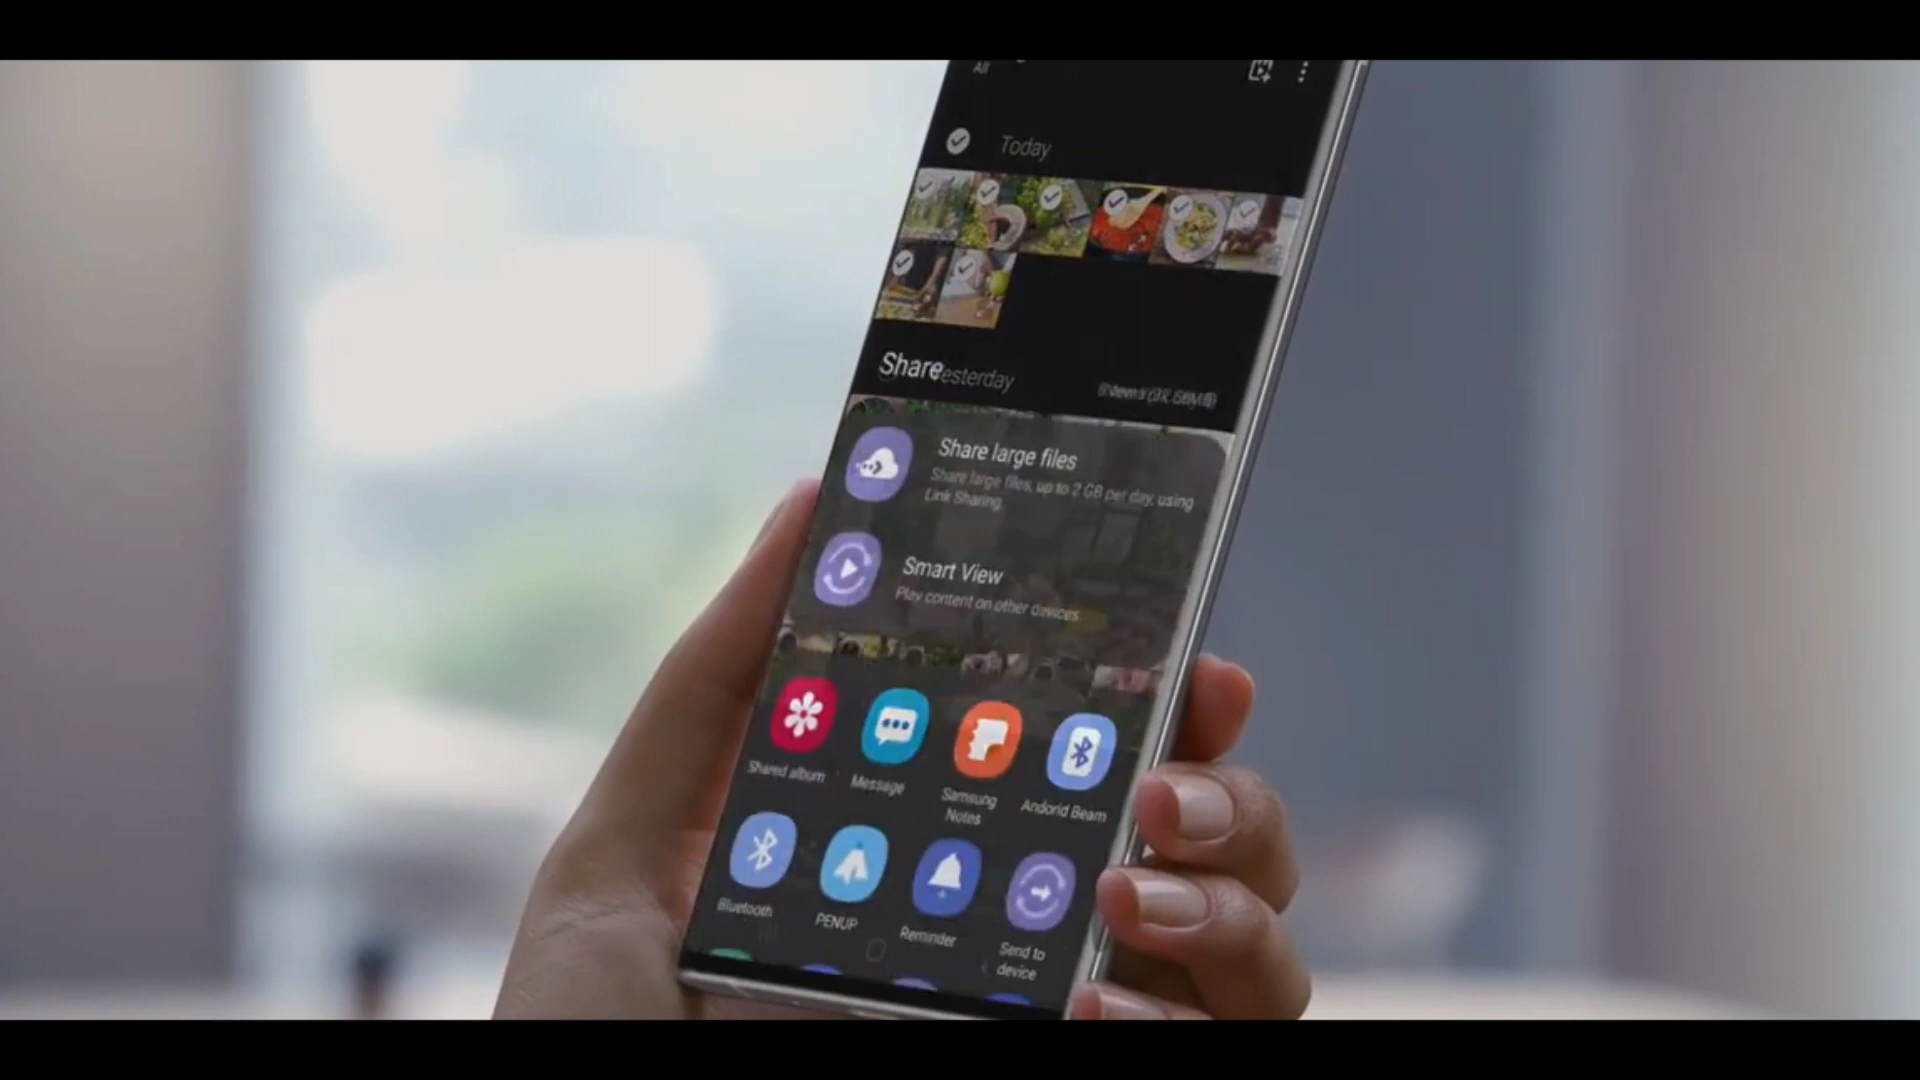 All
Today
Share
esterday
Share large files
Share large files, up to 2 GB per day, using
Link Sharing
Smart View
Play content on other devices
Shared album
Message
Samsung
Notes
Andorid Beam
Bluetooth
PENUP
Reminder
Send to
device